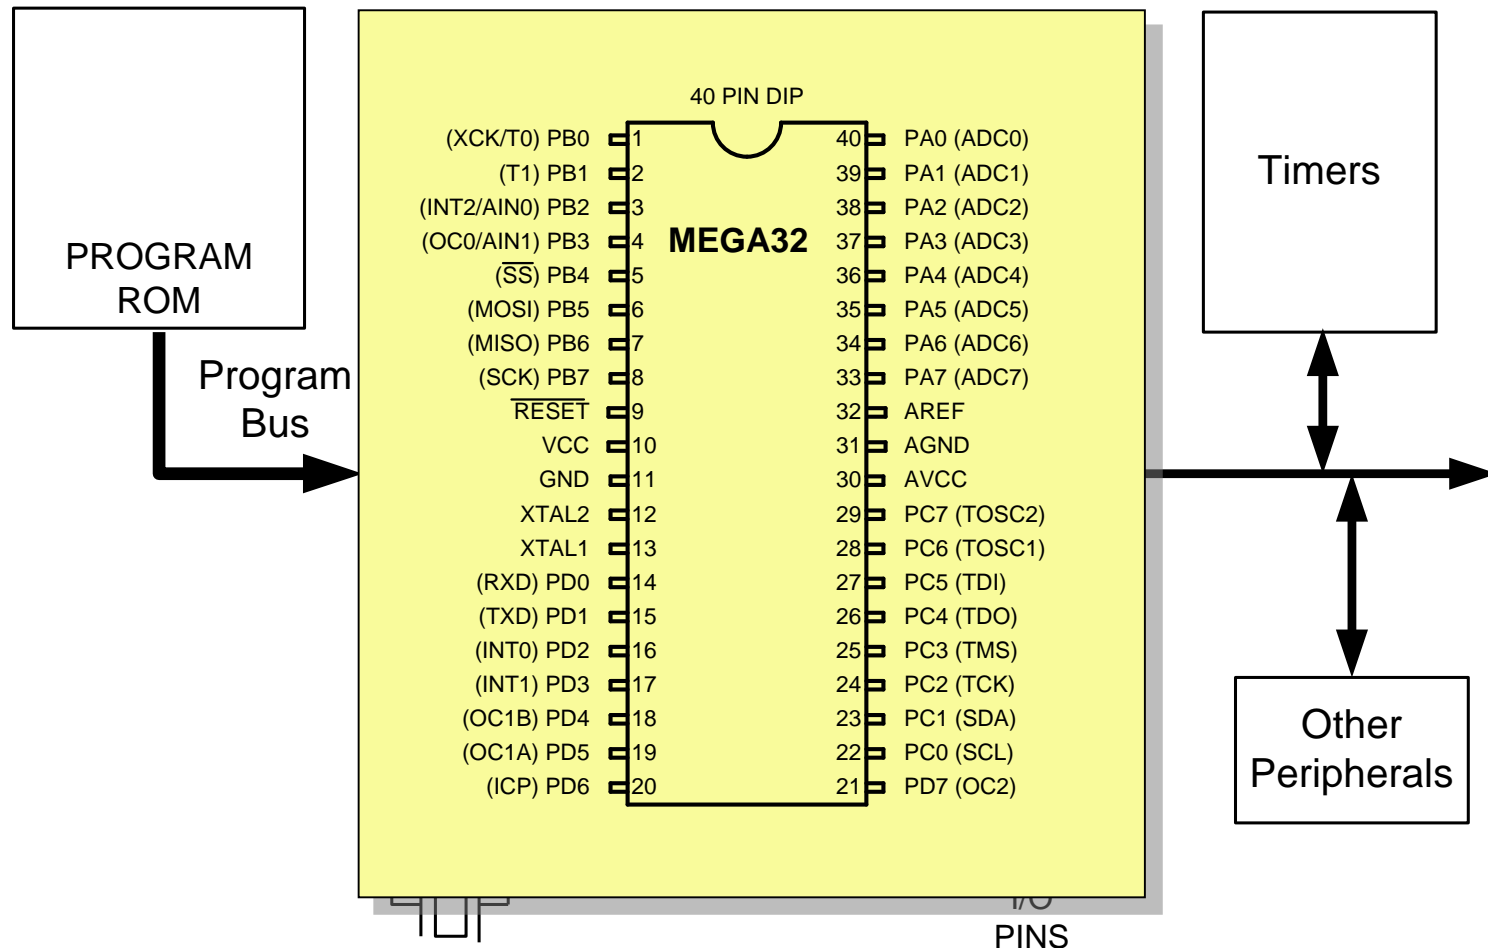 PROGRAM
ROM
Program
Bus
40 PIN DIP
MEGA32
(XCK/T0) PB0 1
(T1) PB1 2
(INT2/AIN0) PB2 3
(OC0/AIN1) PB3 4
(S̅S̅) PB4 5
(MOSI) PB5 6
(MISO) PB6 7
(SCK) PB7 8
R̅E̅S̅E̅T̅ 9
VCC 10
GND 11
XTAL2 12
XTAL1 13
(RXD) PD0 14
(TXD) PD1 15
(INT0) PD2 16
(INT1) PD3 17
(OC1B) PD4 18
(OC1A) PD5 19
(ICP) PD6 20
40 PA0 (ADC0)
39 PA1 (ADC1)
38 PA2 (ADC2)
37 PA3 (ADC3)
36 PA4 (ADC4)
35 PA5 (ADC5)
34 PA6 (ADC6)
33 PA7 (ADC7)
32 AREF
31 AGND
30 AVCC
29 PC7 (TOSC2)
28 PC6 (TOSC1)
27 PC5 (TDI)
26 PC4 (TDO)
25 PC3 (TMS)
24 PC2 (TCK)
23 PC1 (SDA)
22 PC0 (SCL)
21 PD7 (OC2)
Timers
Other
Peripherals
I/O
PINS